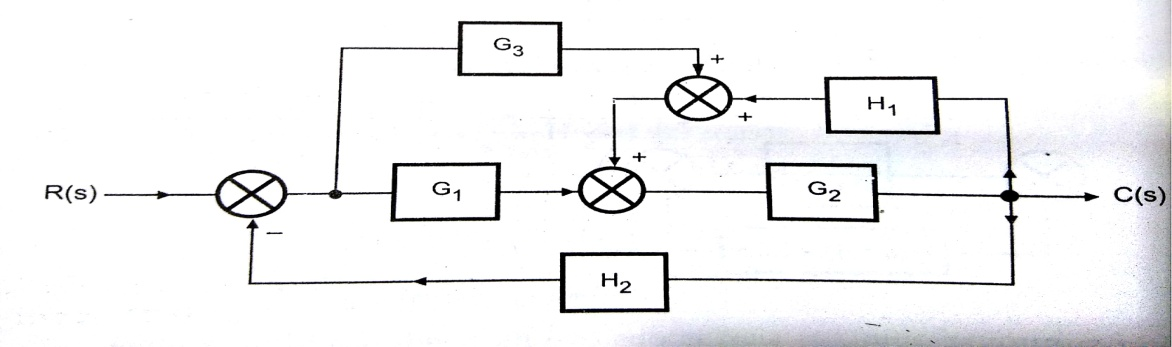 G3
+
+
H1
+
R(s)
G1
G2
C(s)
−
H2